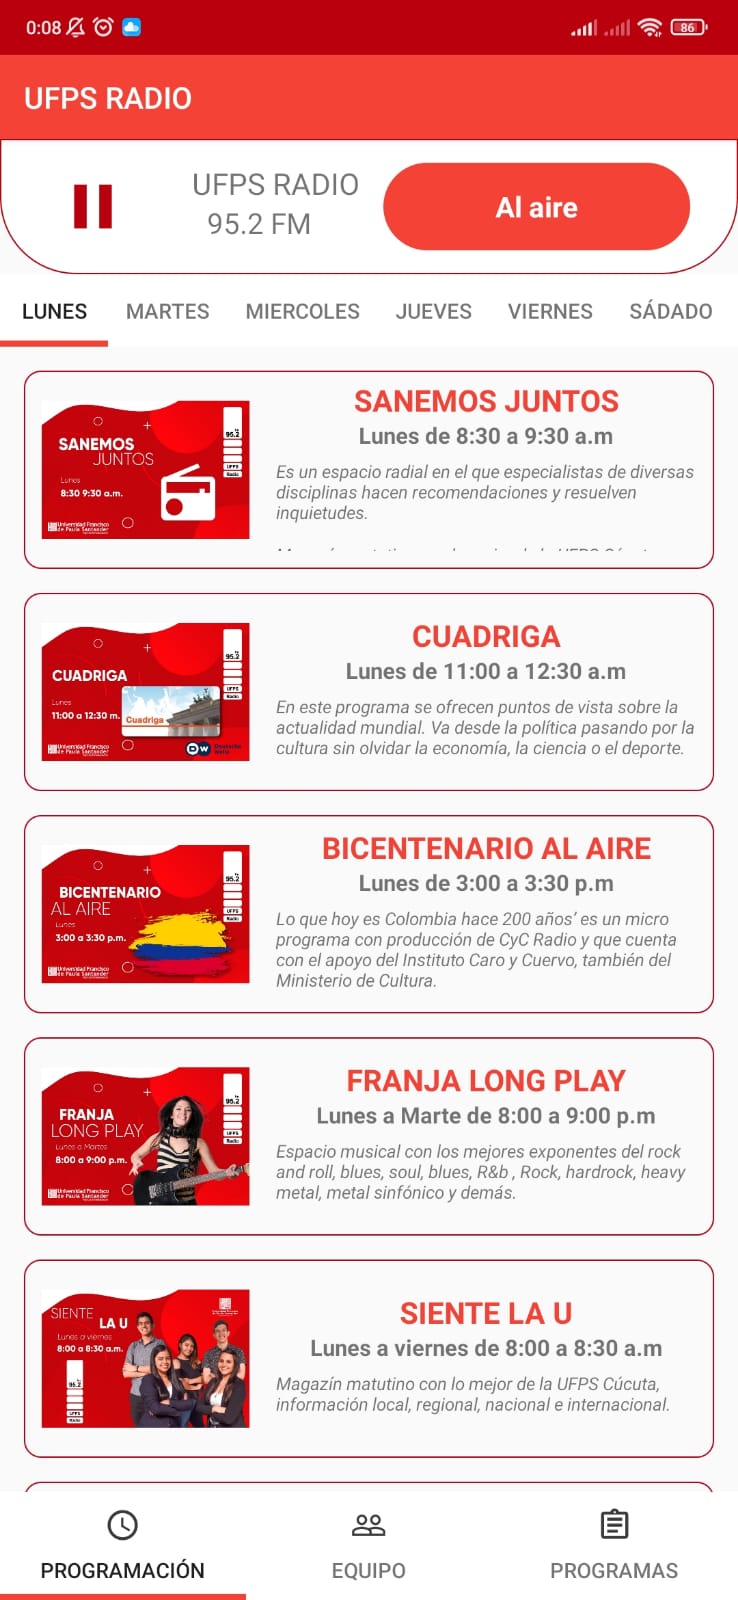 0:08
86
UFPS RADIO
UFPS RADIO
95.2 FM
Al aire
LUNES
MARTES
MIERCOLES
JUEVES
VIERNES
SÁDADO
SANEMOS
JUNTOS
Lunes
8:30 9:30 a.m.
95.2
UFPS
Radio
Universidad Francisco
de Paula Santander
SANEMOS JUNTOS
Lunes de 8:30 a 9:30 a.m
Es un espacio radial en el que especialistas de diversas
disciplinas hacen recomendaciones y resuelven
inquietudes.
CUADRIGA
Lunes
11:00 a 12:30 m.
Cuadriga
95.2
UFPS
Radio
Universidad Francisco
de Paula Santander
DW
Deutsche
Welle
CUADRIGA
Lunes de 11:00 a 12:30 a.m
En este programa se ofrecen puntos de vista sobre la
actualidad mundial. Va desde la política pasando por la
cultura sin olvidar la economía, la ciencia o el deporte.
BICENTENARIO
AL AIRE
Lunes
3:00 a 3:30 p.m.
95.2
UFPS
Radio
Universidad Francisco
de Paula Santander
BICENTENARIO AL AIRE
Lunes de 3:00 a 3:30 p.m
Lo que hoy es Colombia hace 200 años’ es un micro
programa con producción de CyC Radio y que cuenta
con el apoyo del Instituto Caro y Cuervo, también del
Ministerio de Cultura.
FRANJA
LONG PLAY
Lunes a Martes
8:00 a 9:00 p.m.
95.2
UFPS
Radio
Universidad Francisco
de Paula Santander
FRANJA LONG PLAY
Lunes a Marte de 8:00 a 9:00 p.m
Espacio musical con los mejores exponentes del rock
and roll, blues, soul, blues, R&b , Rock, hardrock, heavy
metal, metal sinfónico y demás.
SIENTE
LA U
Lunes a viernes
8:00 a 8:30 a.m.
95.2
UFPS
Radio
SIENTE LA U
Lunes a viernes de 8:00 a 8:30 a.m
Magazín matutino con lo mejor de la UFPS Cúcuta,
información local, regional, nacional e internacional.
PROGRAMACIÓN
EQUIPO
PROGRAMAS